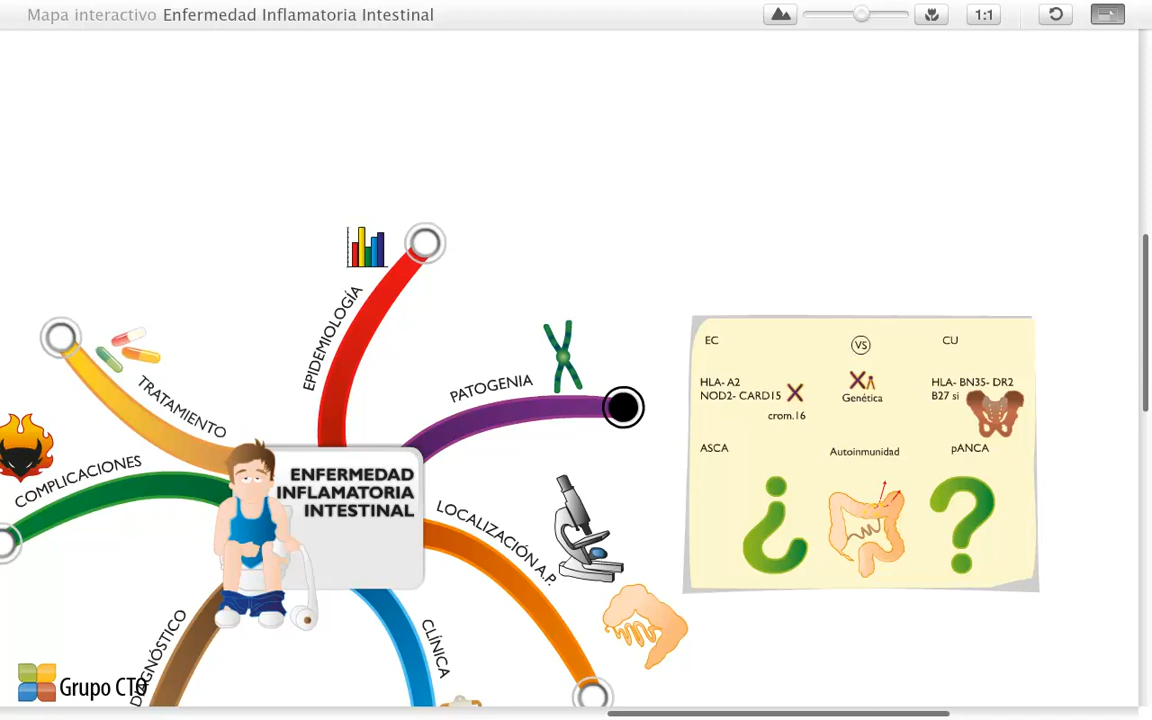 Mapa interactivo Enfermedad Inflamatoria Intestinal
1:1
EPIDEMIOLOGÍA
PATOGENIA
TRATAMIENTO
COMPLICACIONES
ENFERMEDAD
INFLAMATORIA
INTESTINAL
LOCALIZACIÓN A.P.
CLÍNICA
DIAGNÓSTICO
Grupo CTO
EC
VS
CU
HLA- A2
NOD2- CARD15
crom.16
Genética
HLA- BN35- DR2
B27 si
ASCA
Autoinmunidad
pANCA
¿
?